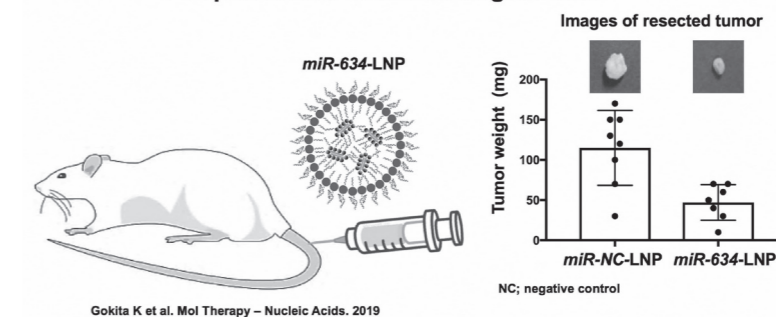 Images of resected tumor
miR-634-LNP
Tumor weight (mg)
200
150
100
50
0
miR-NC-LNP miR-634-LNP
NC; negative control
Gokita K et al. Mol Therapy – Nucleic Acids. 2019